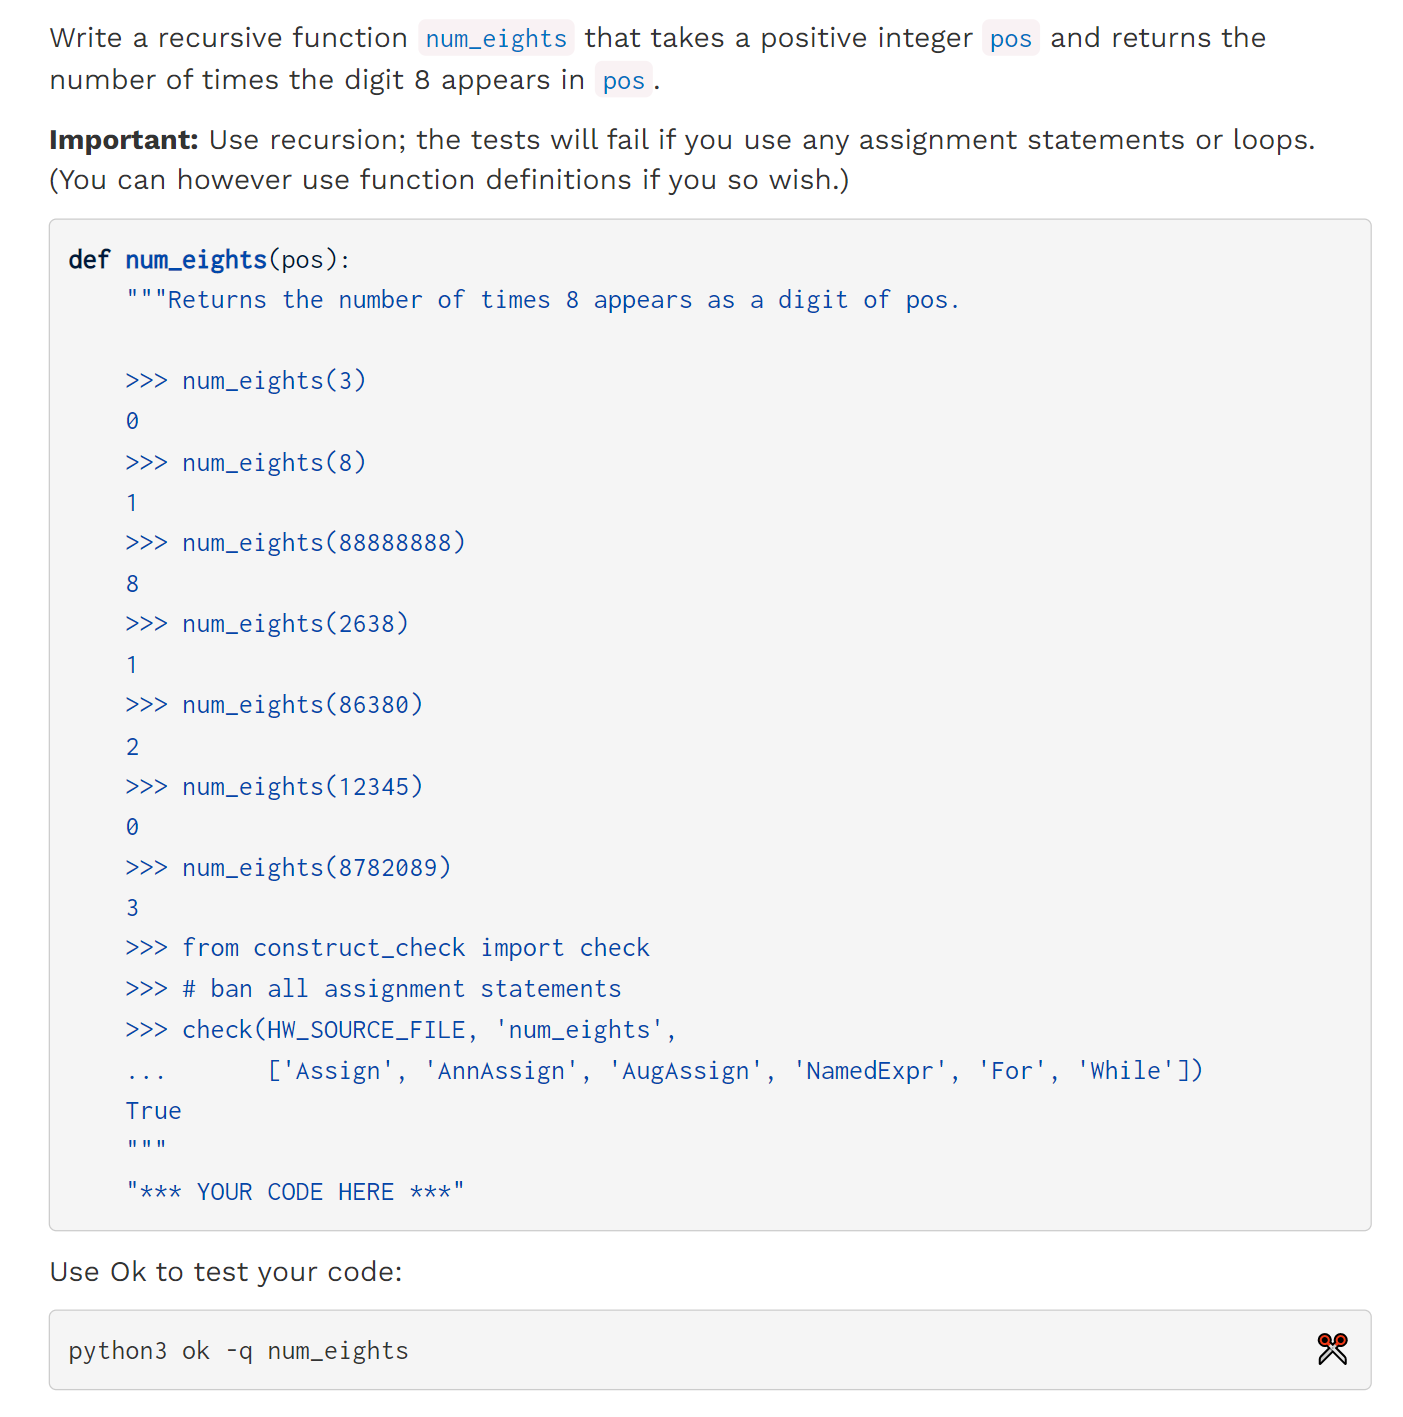 Write a recursive function num_eights that takes a positive integer pos and returns the
number of times the digit 8 appears in pos.
Important: Use recursion; the tests will fail if you use any assignment statements or loops.
(You can however use function definitions if you so wish.)
def num_eights(pos):
    """Returns the number of times 8 appears as a digit of pos.

    >>> num_eights(3)
    0
    >>> num_eights(8)
    1
    >>> num_eights(88888888)
    8
    >>> num_eights(2638)
    1
    >>> num_eights(86380)
    2
    >>> num_eights(12345)
    0
    >>> num_eights(8782089)
    3
    >>> from construct_check import check
    >>> # ban all assignment statements
    >>> check(HW_SOURCE_FILE, 'num_eights',
    ...       ['Assign', 'AnnAssign', 'AugAssign', 'NamedExpr', 'For', 'While'])
    True
    """
    "*** YOUR CODE HERE ***"
Use Ok to test your code:
python3 ok -q num_eights